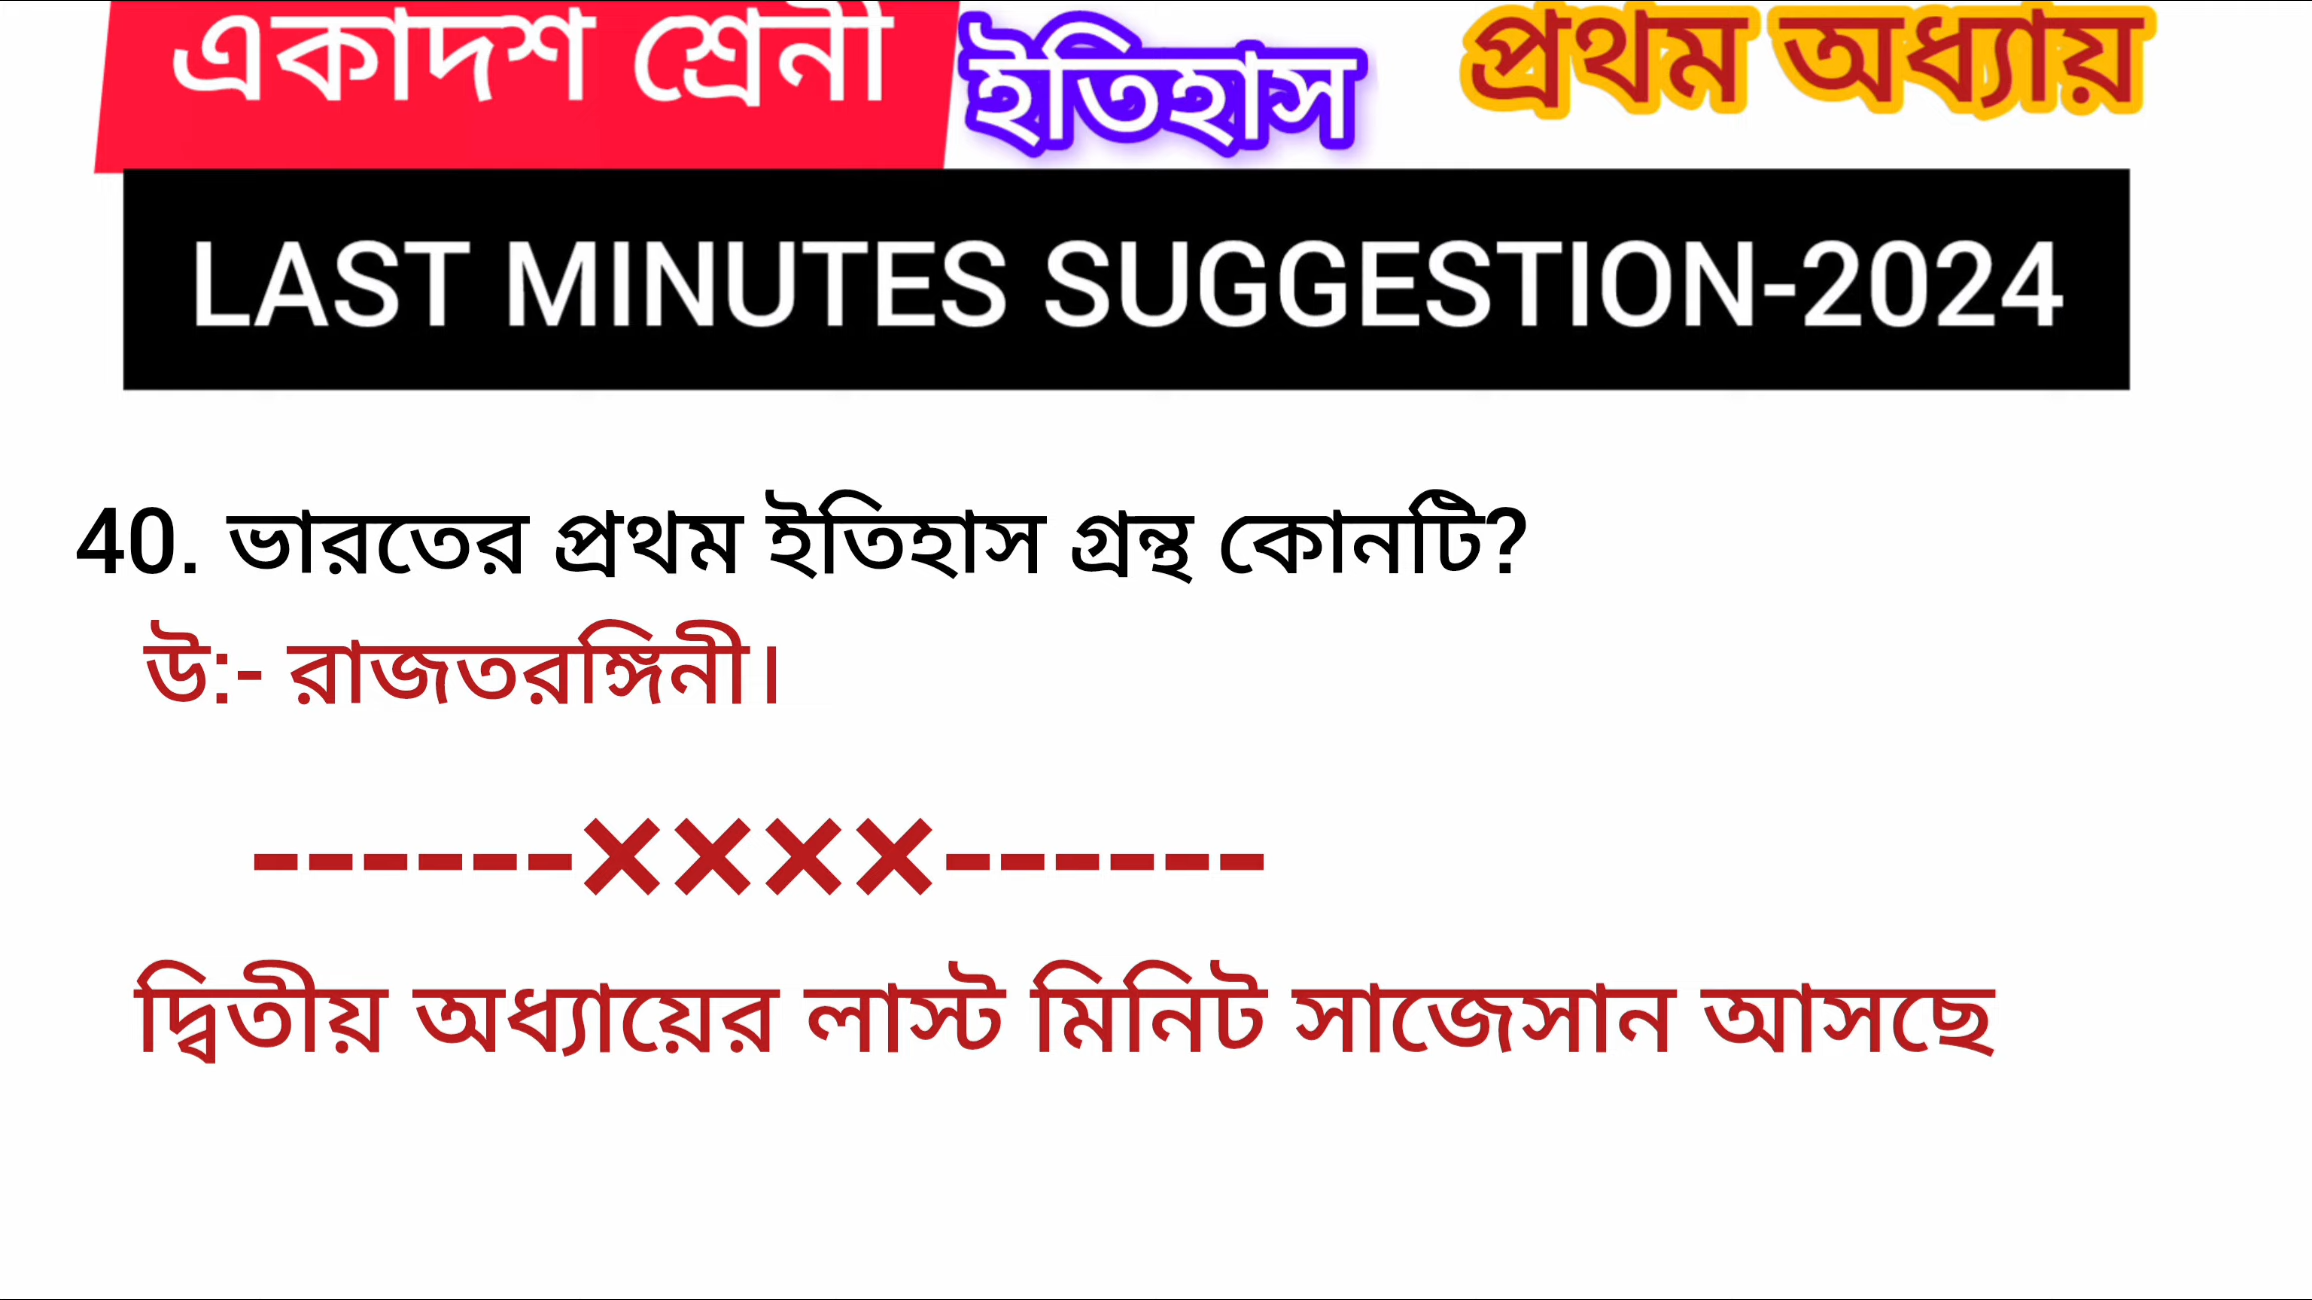 একাদশ শ্রেনী ইতিহাস প্রথম অধ্যায়
LAST MINUTES SUGGESTION-2024
40. ভারতের প্রথম ইতিহাস গ্রন্থ কোনটি?
উ:- রাজতরঙ্গিনী।
------××××------
দ্বিতীয় অধ্যায়ের লাস্ট মিনিট সাজেসান আসছে